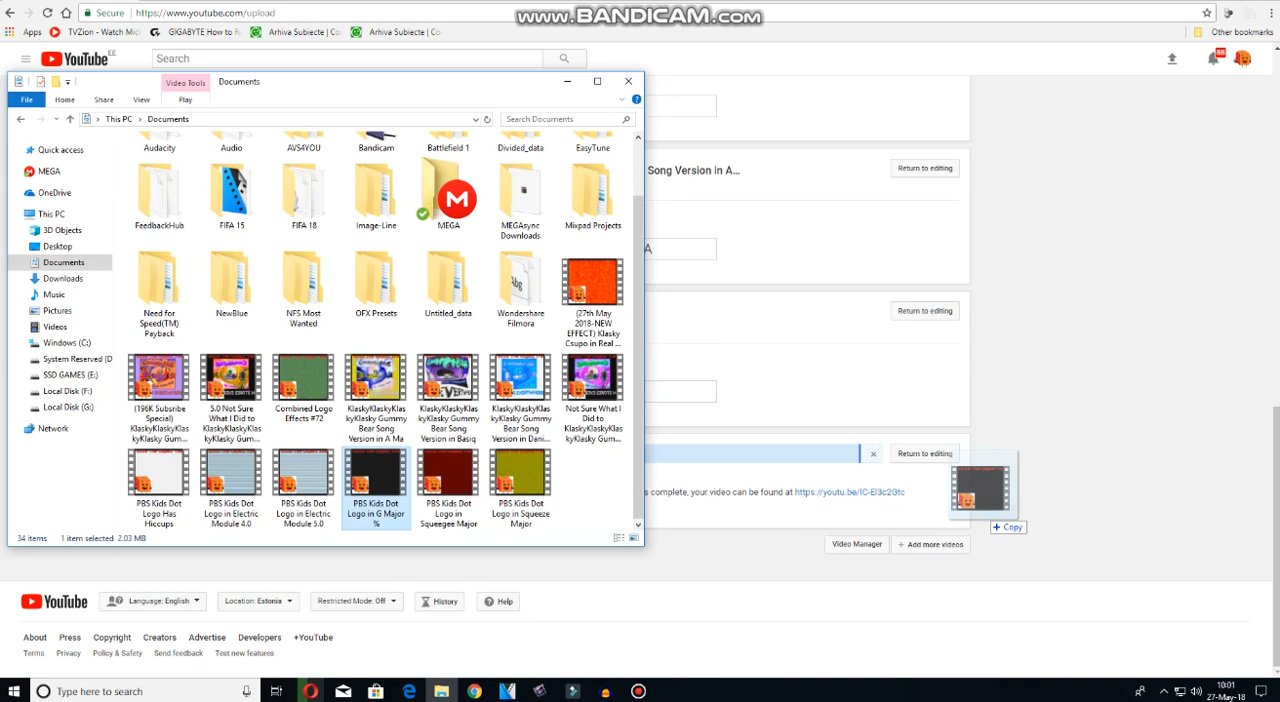 Secure
https://www.youtube.com/upload
www.BANDICAM.com
Apps
TVZion - Watch Mi
GIGABYTE How to R
Arhiva Subiecte | Co
Arhiva Subiecte | Co
Other bookmarks
YouTube EE
Search
88
Video Tools
Documents
File
Home
Share
View
Play
This PC
Documents
Search Documents
Quick access
MEGA
OneDrive
This PC
3D Objects
Desktop
Documents
Downloads
Music
Pictures
Videos
Windows (C:)
System Reserved (D
SSD GAMES (E:)
Local Disk (F:)
Local Disk (G:)
Network
Audacity
Audio
AVS4YOU
Bandicam
Battlefield 1
Divided_data
EasyTune
FeedbackHub
FIFA 15
FIFA 18
Image-Line
MEGA
MEGAsync
Downloads
Mixpad Projects
Need for
Speed(TM)
Payback
NewBlue
NFS Most
Wanted
OFX Presets
Untitled_data
Wondershare
Filmora
(27th May
2018-NEW
EFFECT) Klasky
Csupo in Real ...
(196K Subsribe
Special)
KlaskyKlaskyKlas
kyKlasky Gum...
5.0 Not Sure
What I Did to
KlaskyKlaskyKlas
kyKlasky Gum...
Combined Logo
Effects #72
KlaskyKlaskyKlas
kyKlasky Gummy
Bear Song
Version in A Ma
KlaskyKlaskyKlas
kyKlasky Gummy
Bear Song
Version in Basiq
KlaskyKlaskyKlas
kyKlasky Gummy
Bear Song
Version in Dani...
Not Sure What I
Did to
KlaskyKlaskyKlas
kyKlasky Gum...
PBS Kids Dot
Logo Has
Hiccups
PBS Kids Dot
Logo in Electric
Module 4.0
PBS Kids Dot
Logo in Electric
Module 5.0
PBS Kids Dot
Logo in G Major
%
PBS Kids Dot
Logo in
Squeegee Major
PBS Kids Dot
Logo in Squeeze
Major
34 items
1 item selected 2.03 MB
Song Version in A...
Return to editing
A
Return to editing
Return to editing
s complete, your video can be found at https://youtu.be/IC-EI3c2Gtc
+ Copy
Video Manager
+ Add more videos
YouTube
Language: English
Location: Estonia
Restricted Mode: Off
History
Help
About
Press
Copyright
Creators
Advertise
Developers
+YouTube
Terms
Privacy
Policy & Safety
Send feedback
Test new features
Type here to search
10:01
27-May-18